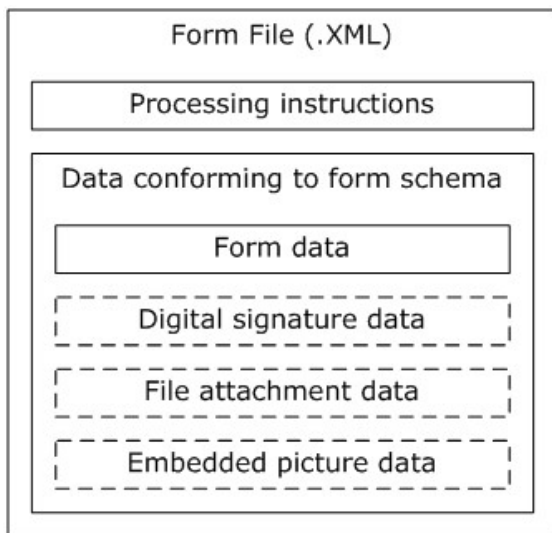 Form File (.XML)
Processing instructions
Data conforming to form schema
Form data
Digital signature data
File attachment data
Embedded picture data